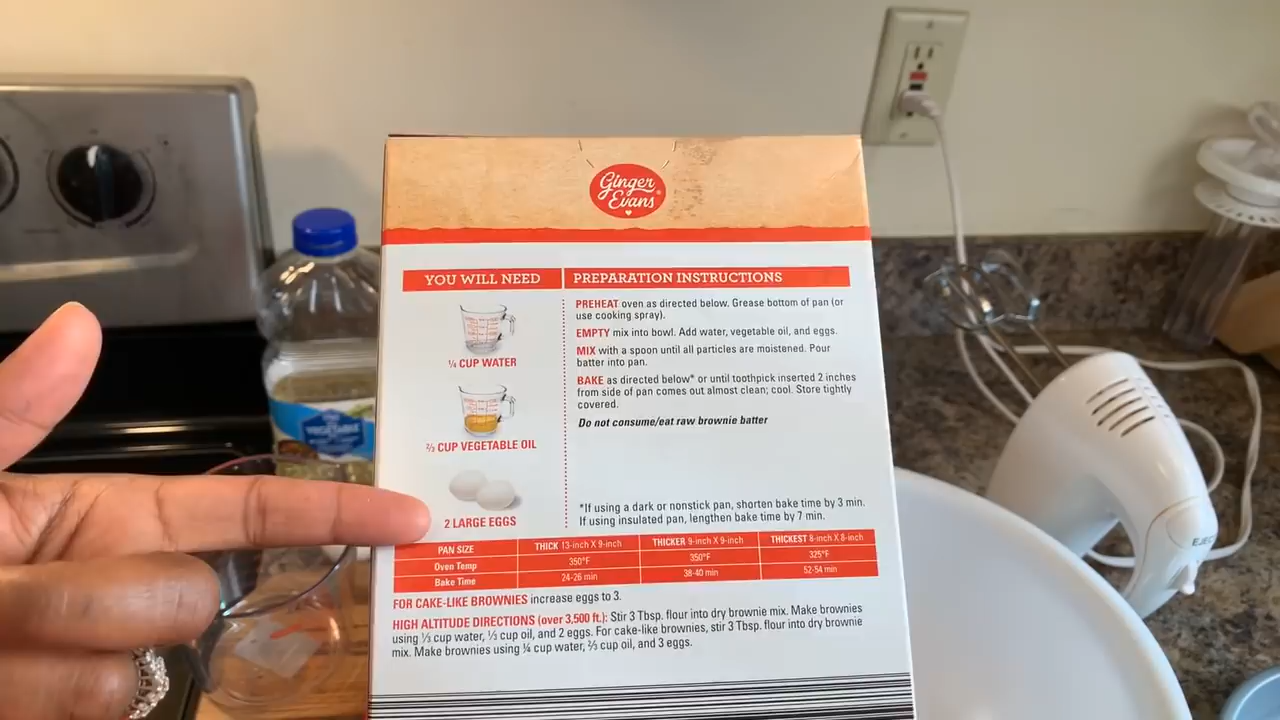 Ginger
Evans
YOU WILL NEED
PREPARATION INSTRUCTIONS
¼ CUP WATER
⅔ CUP VEGETABLE OIL
2 LARGE EGGS
PREHEAT oven as directed below. Grease bottom of pan (or
use cooking spray).
EMPTY mix into bowl. Add water, vegetable oil, and eggs.
MIX with a spoon until all particles are moistened. Pour
batter into pan.
BAKE as directed below* or until toothpick inserted 2 inches
from side of pan comes out almost clean; cool. Store tightly
covered.
Do not consume/eat raw brownie batter
*If using a dark or nonstick pan, shorten bake time by 3 min.
If using insulated pan, lengthen bake time by 7 min.
PAN SIZE THICK 13-inch X 9-inch THICKER 9-inch X 9-inch THICKEST 8-inch X 8-inch
Oven Temp 350°F 350°F 325°F
Bake Time 24-26 min 38-40 min 52-54 min
FOR CAKE-LIKE BROWNIES increase eggs to 3.
HIGH ALTITUDE DIRECTIONS (over 3,500 ft.): Stir 3 Tbsp. flour into dry brownie mix. Make brownies
using ⅓ cup water, ⅓ cup oil, and 2 eggs. For cake-like brownies, stir 3 Tbsp. flour into dry brownie
mix. Make brownies using ¼ cup water, ⅔ cup oil, and 3 eggs.
VEGETABLE
EJEC